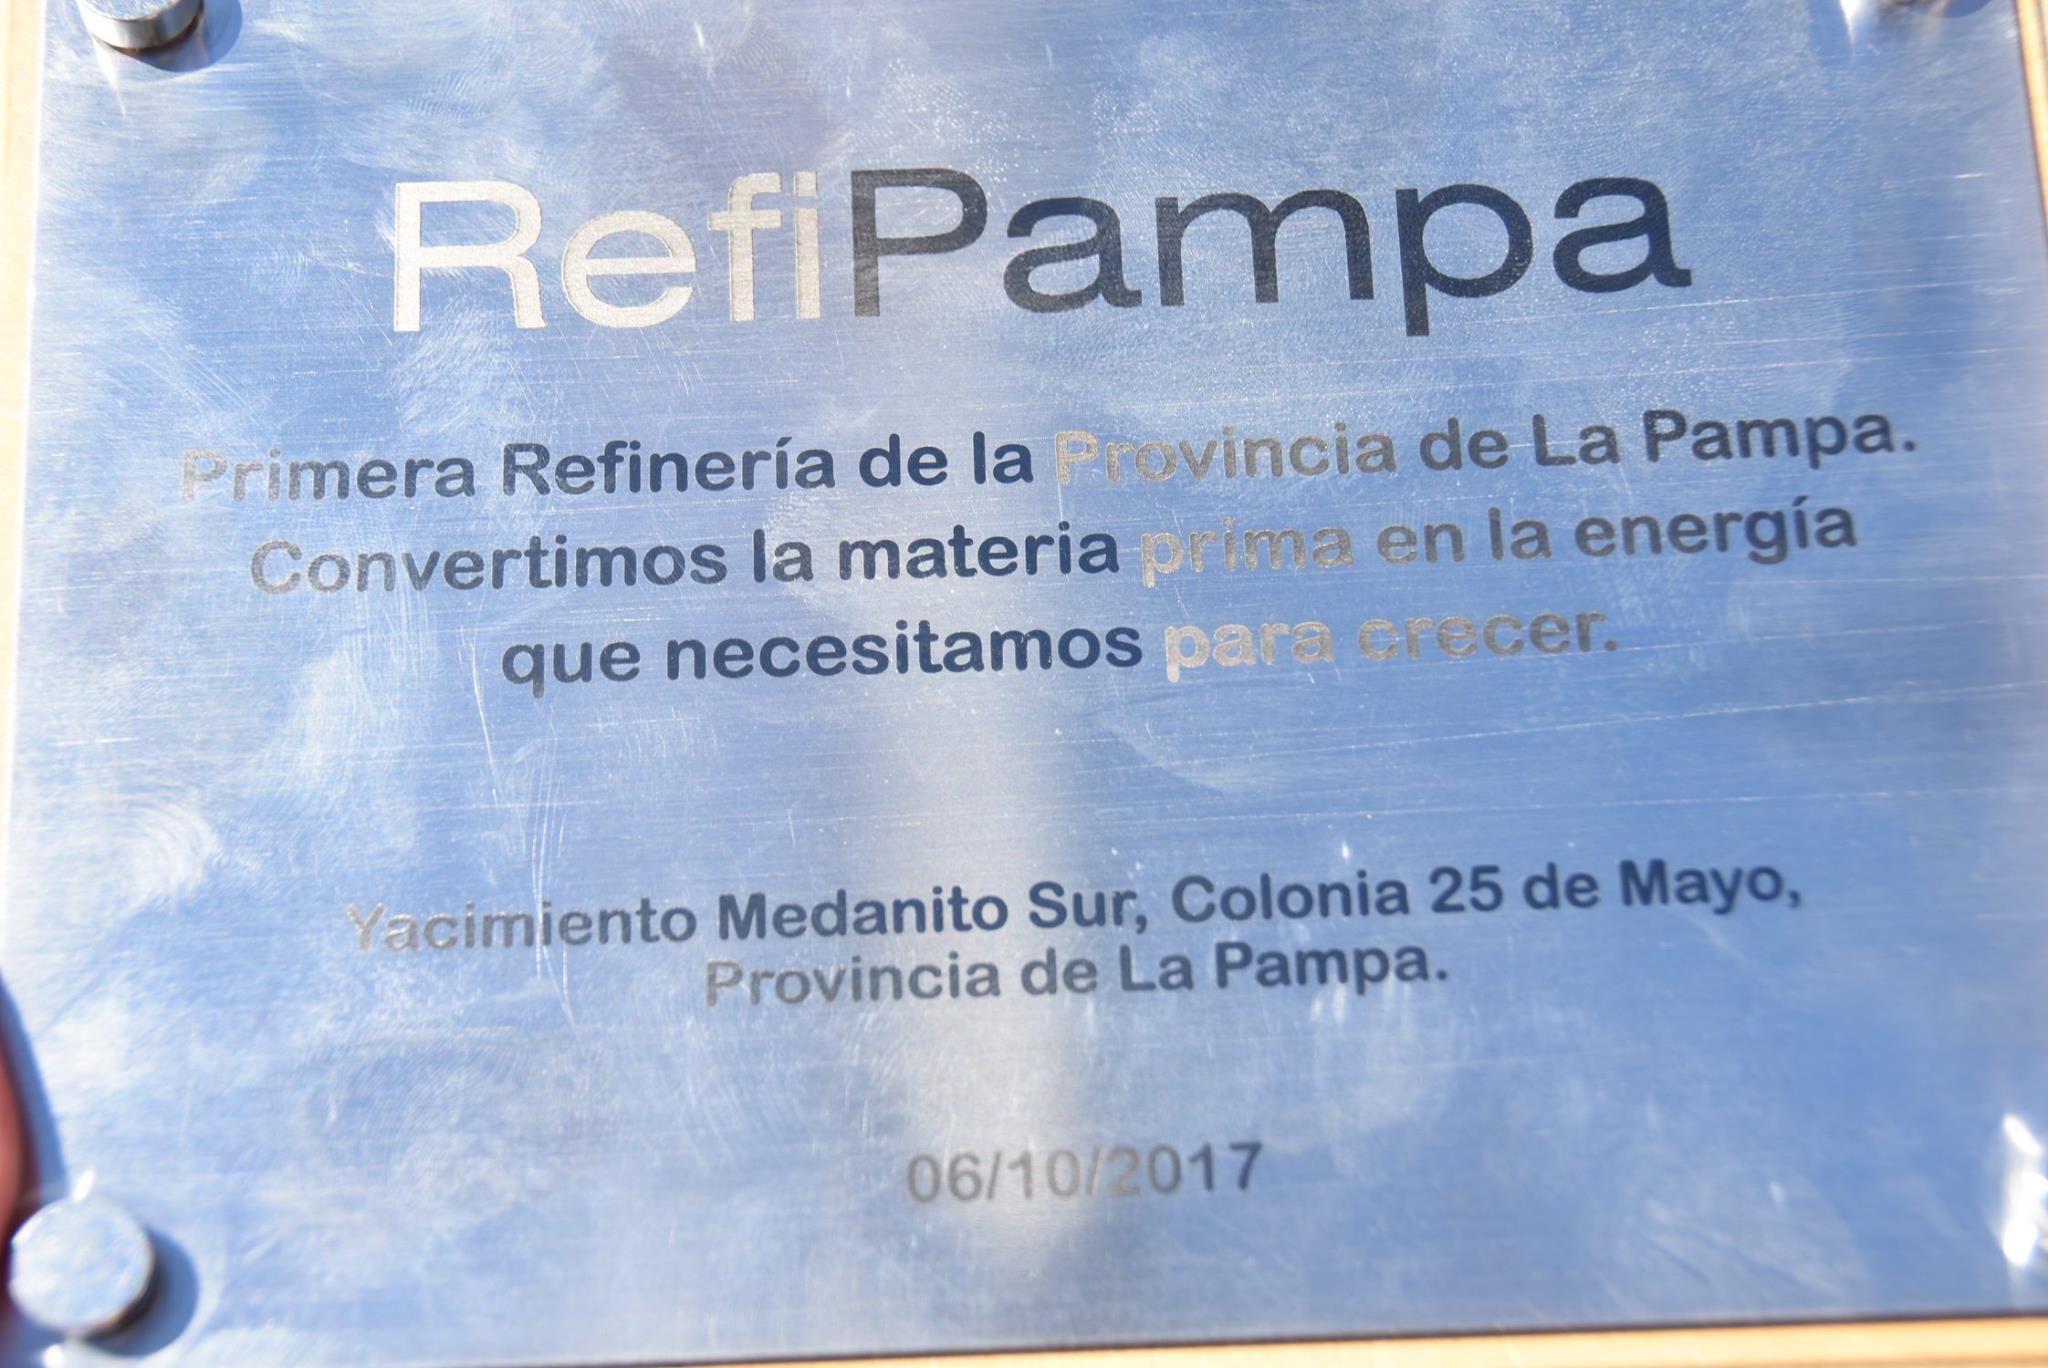 RefiPampa
Primera Refinería de la Provincia de La Pampa.
Convertimos la materia prima en la energía
que necesitamos para crecer.
Yacimiento Medanito Sur, Colonia 25 de Mayo,
Provincia de La Pampa.
06/10/2017